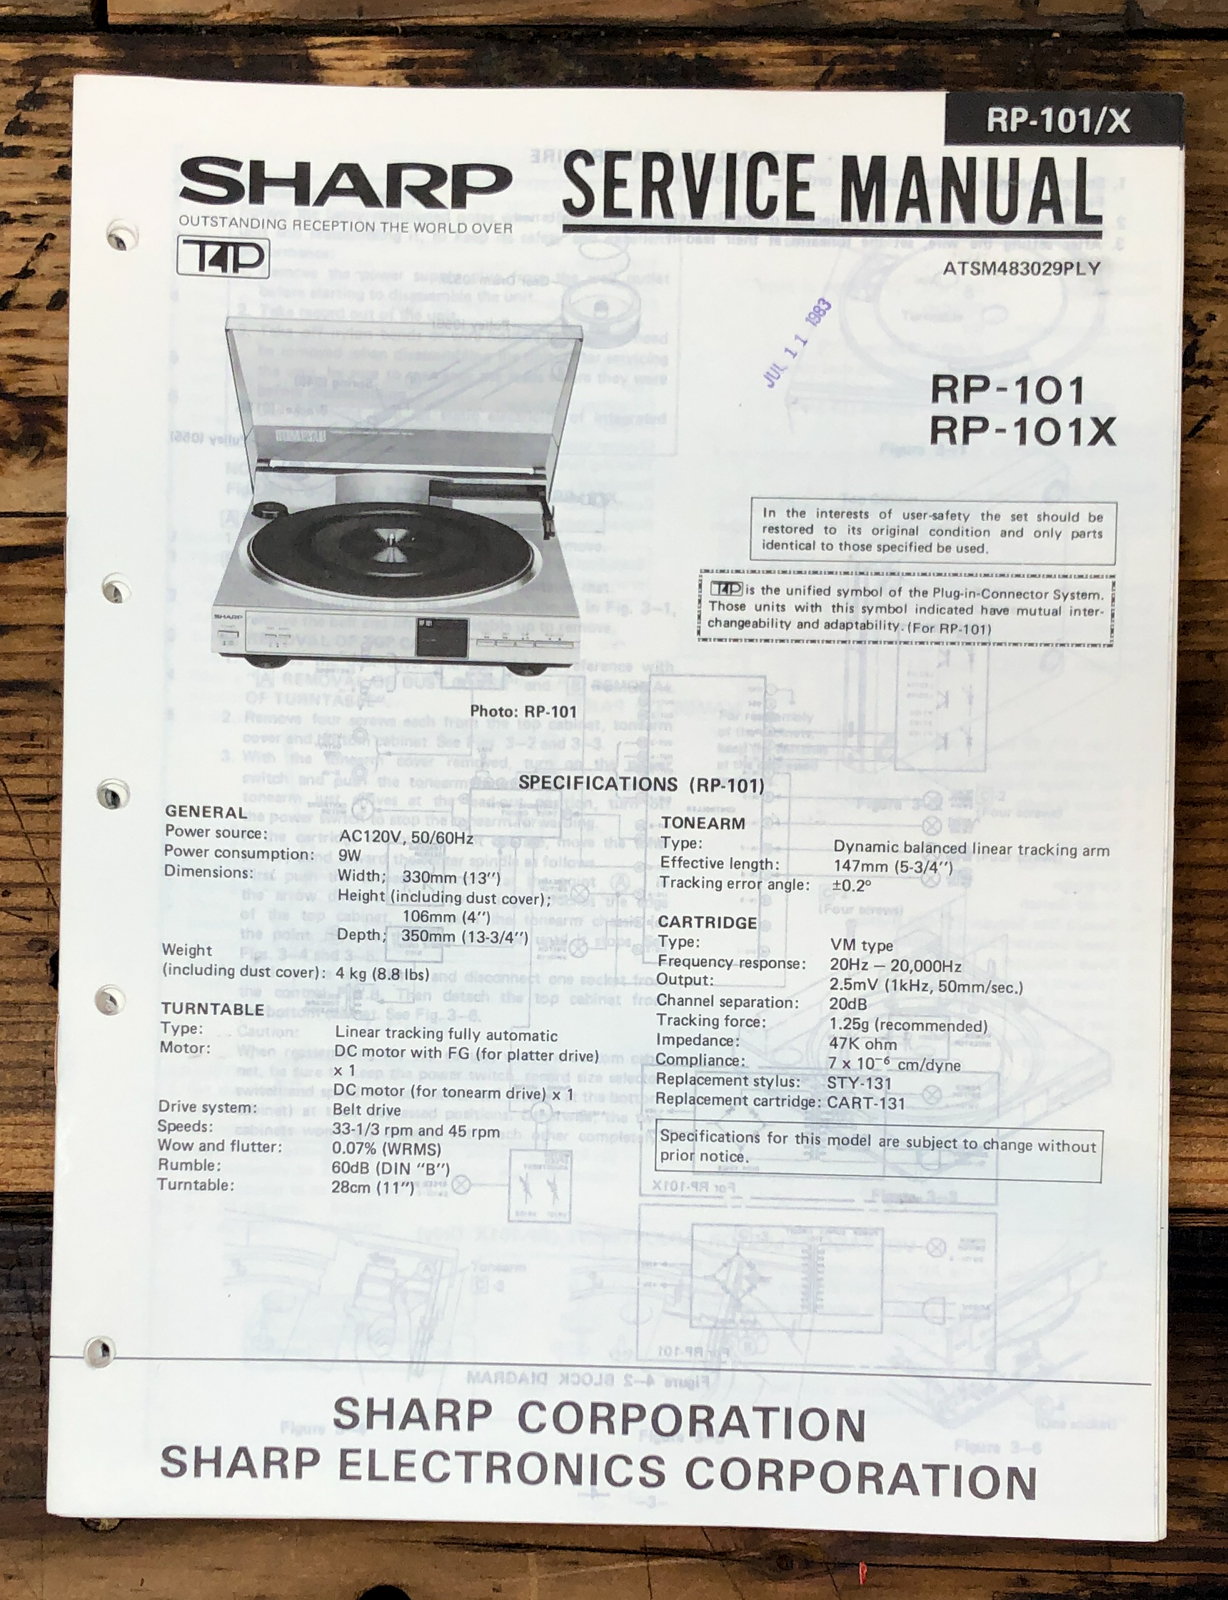 RP-101/X
SHARP SERVICE MANUAL
OUTSTANDING RECEPTION THE WORLD OVER
T4P
ATSM483029PLY
JUL 11 1983
RP-101
RP-101X
In the interests of user-safety the set should be
restored to its original condition and only parts
identical to those specified be used.
T4P is the unified symbol of the Plug-in-Connector System.
Those units with this symbol indicated have mutual inter-
changeability and adaptability. (For RP-101)
SHARP
Photo: RP-101
SPECIFICATIONS (RP-101)
GENERAL
Power source: AC120V, 50/60Hz
Power consumption: 9W
Dimensions: Width; 330mm (13")
Height (including dust cover);
106mm (4")
Depth; 350mm (13-3/4")
Weight
(including dust cover): 4 kg (8.8 lbs)
TURNTABLE
Type: Linear tracking fully automatic
Motor: DC motor with FG (for platter drive)
x 1
DC motor (for tonearm drive) x 1
Drive system: Belt drive
Speeds: 33-1/3 rpm and 45 rpm
Wow and flutter: 0.07% (WRMS)
Rumble: 60dB (DIN "B")
Turntable: 28cm (11")
TONEARM
Type: Dynamic balanced linear tracking arm
Effective length: 147mm (5-3/4")
Tracking error angle: ±0.2°
CARTRIDGE
Type: VM type
Frequency response: 20Hz – 20,000Hz
Output: 2.5mV (1kHz, 50mm/sec.)
Channel separation: 20dB
Tracking force: 1.25g (recommended)
Impedance: 47K ohm
Compliance: 7 x 10⁻⁶ cm/dyne
Replacement stylus: STY-131
Replacement cartridge: CART-131
Specifications for this model are subject to change without
prior notice.
SHARP CORPORATION
SHARP ELECTRONICS CORPORATION